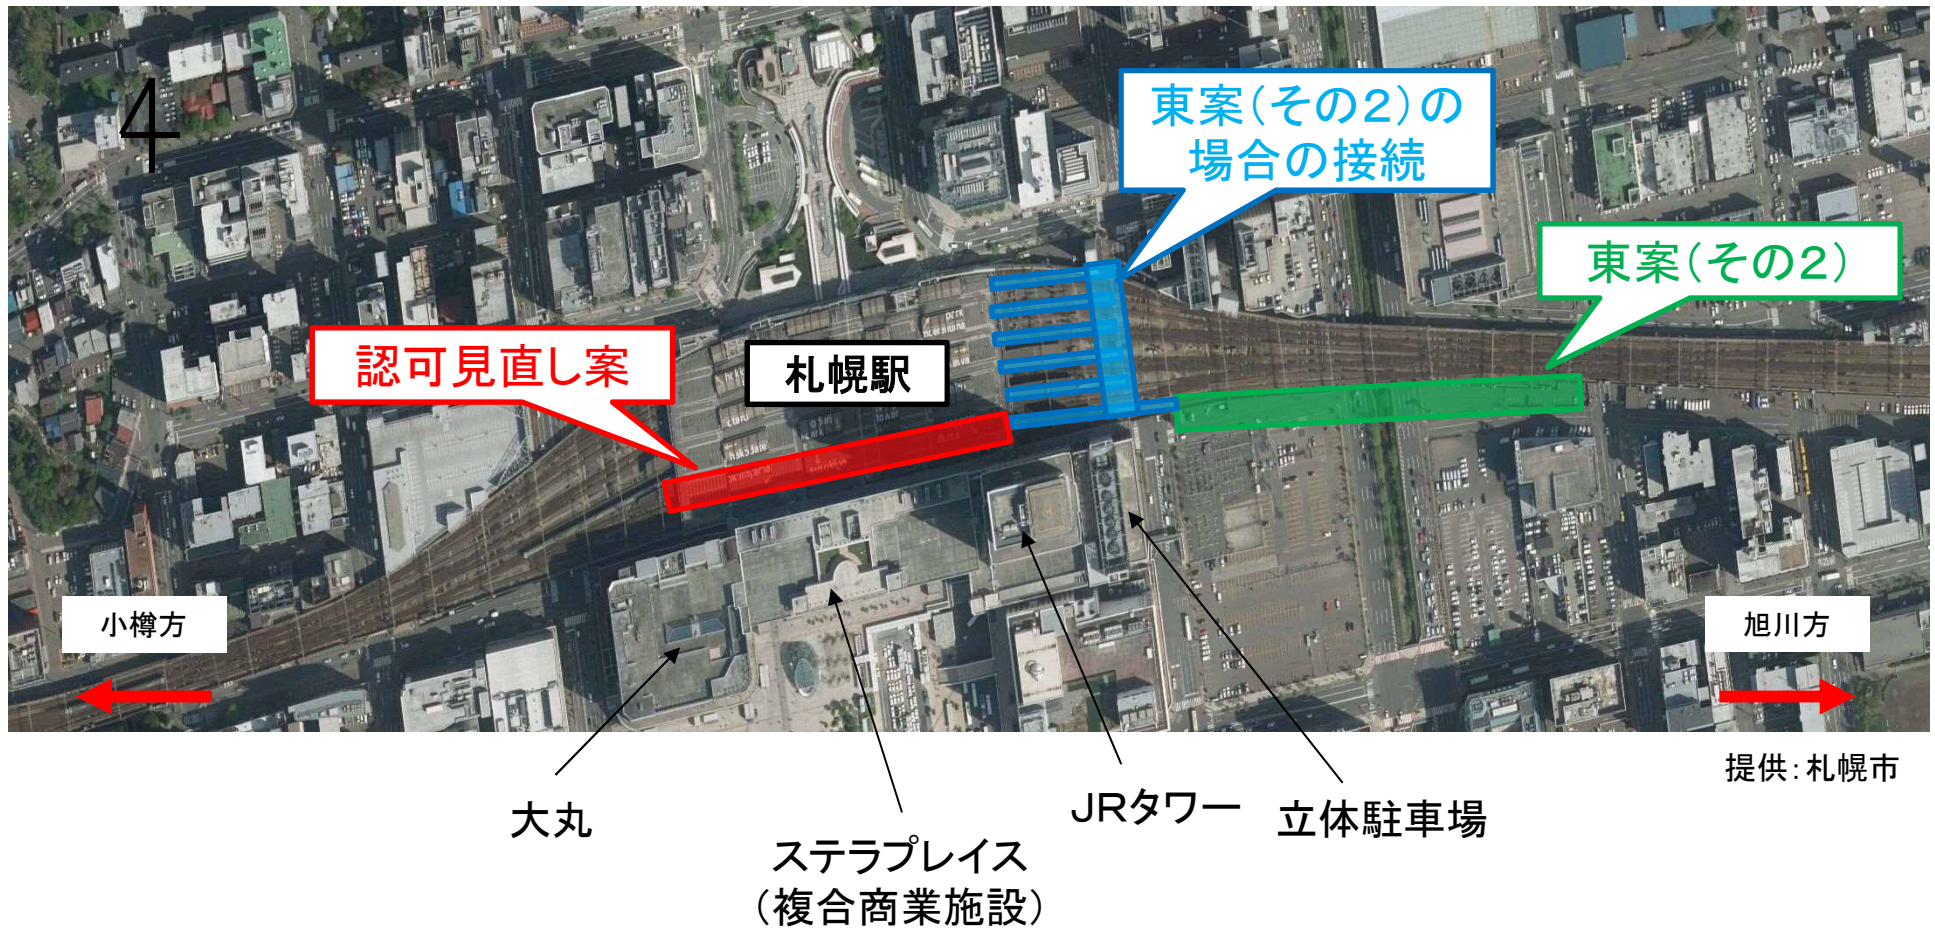 東案(その2)の
場合の接続
東案(その2)
認可見直し案
札幌駅
小樽方
旭川方
提供:札幌市
大丸
ステラプレイス
(複合商業施設)
JRタワー
立体駐車場